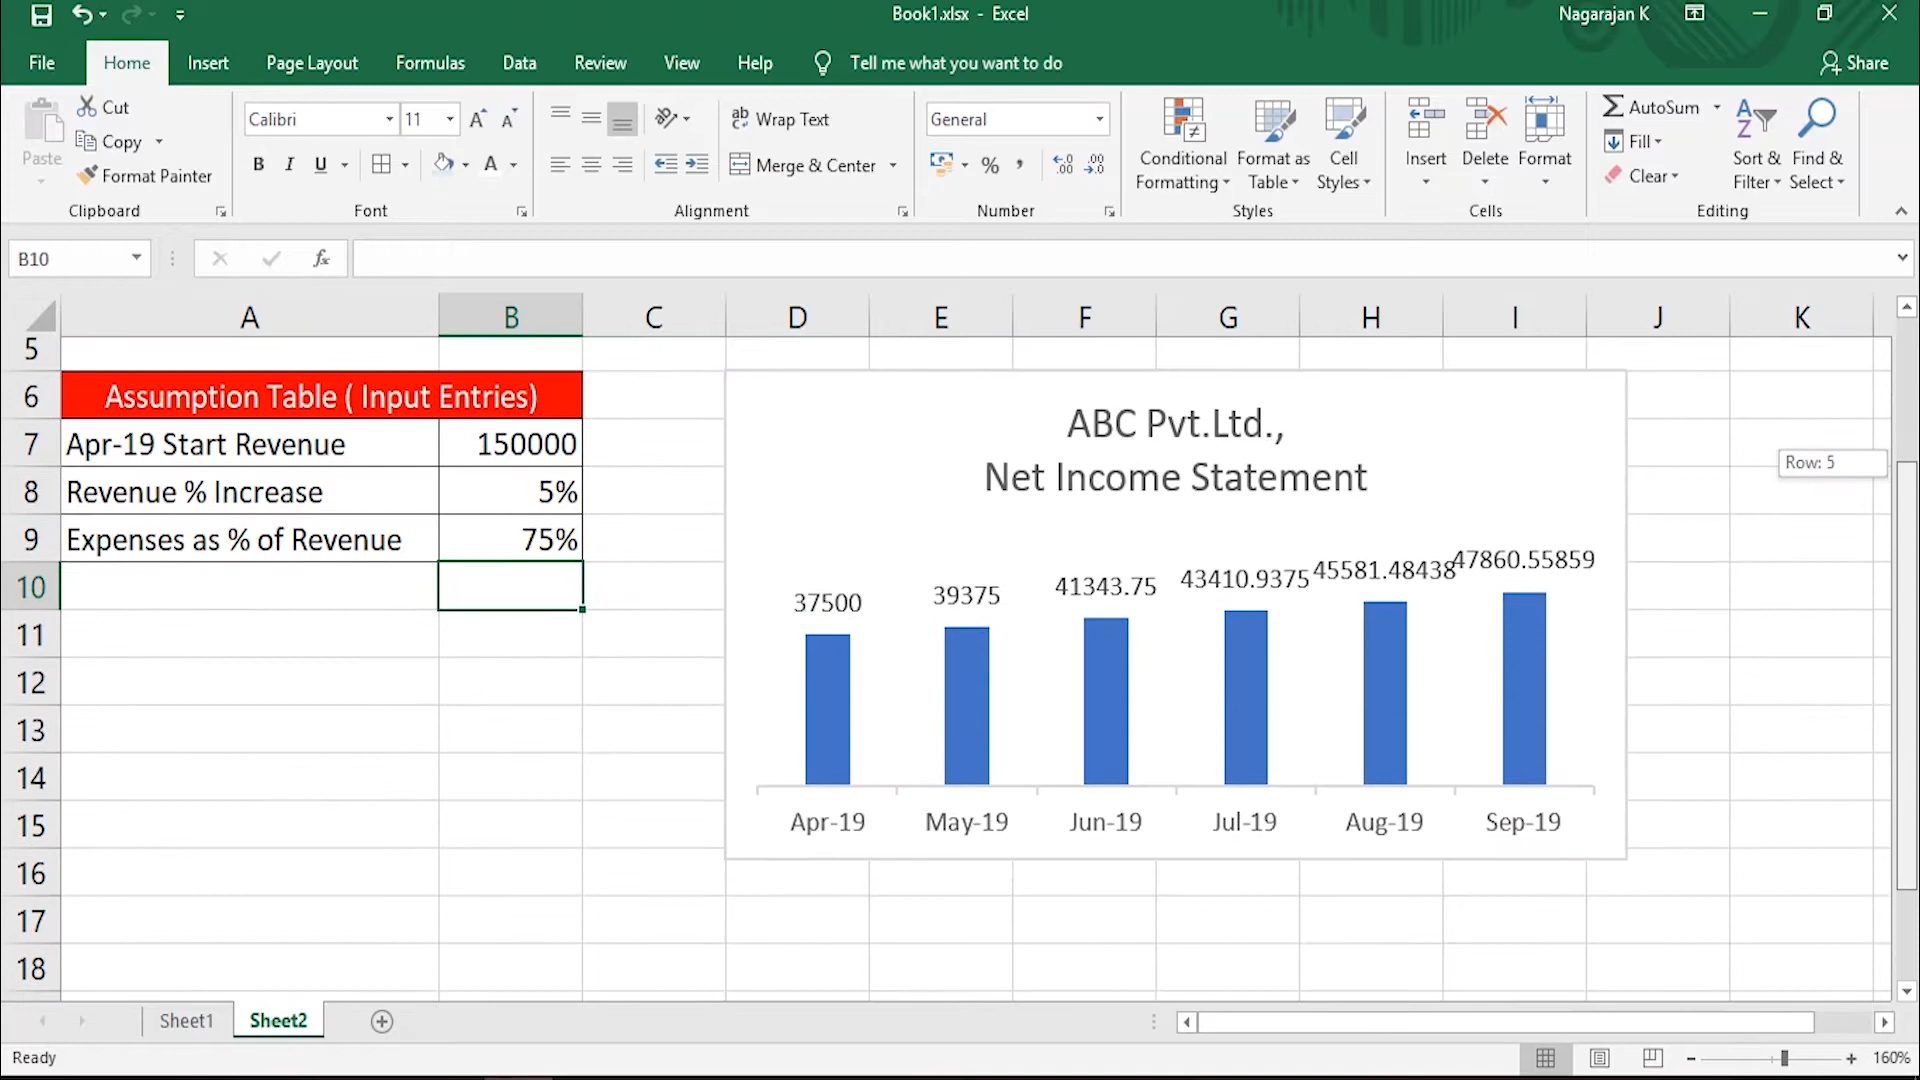 Book1.xlsx - Excel
Nagarajan K
File Home Insert Page Layout Formulas Data Review View Help Tell me what you want to do Share
Paste
Cut
Copy
Format Painter
Clipboard
Calibri 11
B I U A
Font
ab Wrap Text
Merge & Center
Alignment
General
% ,
Number
Conditional Formatting
Format as Table
Cell Styles
Styles
Insert Delete Format
Cells
AutoSum
Fill
Clear
Sort & Filter
Find & Select
Editing
B10 fx
A B C D E F G H I J K
5
6 Assumption Table ( Input Entries)
7 Apr-19 Start Revenue 150000
8 Revenue % Increase 5%
9 Expenses as % of Revenue 75%
10
11
12
13
14
15
16
17
18
ABC Pvt.Ltd.,
Net Income Statement
37500 39375 41343.75 43410.9375 45581.48438 47860.55859
Apr-19 May-19 Jun-19 Jul-19 Aug-19 Sep-19
Row: 5
Sheet1 Sheet2
Ready
160%